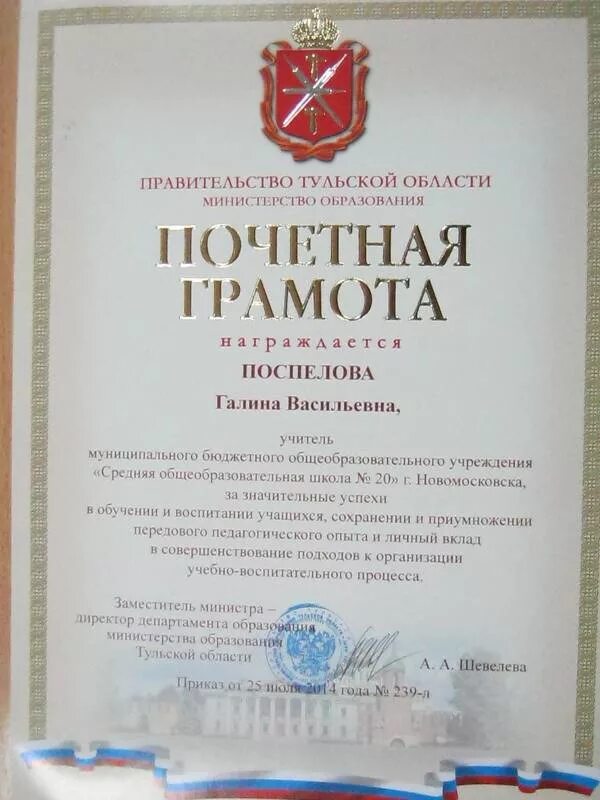 ПРАВИТЕЛЬСТВО ТУЛЬСКОЙ ОБЛАСТИ
МИНИСТЕРСТВО ОБРАЗОВАНИЯ
ПОЧЕТНАЯ
ГРАМОТА
награждается
ПОСПЕЛОВА
Галина Васильевна,
учитель
муниципального бюджетного общеобразовательного учреждения
«Средняя общеобразовательная школа № 20» г. Новомосковска,
за значительные успехи
в обучении и воспитании учащихся, сохранении и приумножении
передового педагогического опыта и личный вклад
в совершенствование подходов к организации
учебно-воспитательного процесса.
Заместитель министра –
директор департамента образования
министерства образования
Тульской области
А. А. Шевелева
Приказ от 25 июля 2014 года № 239-л